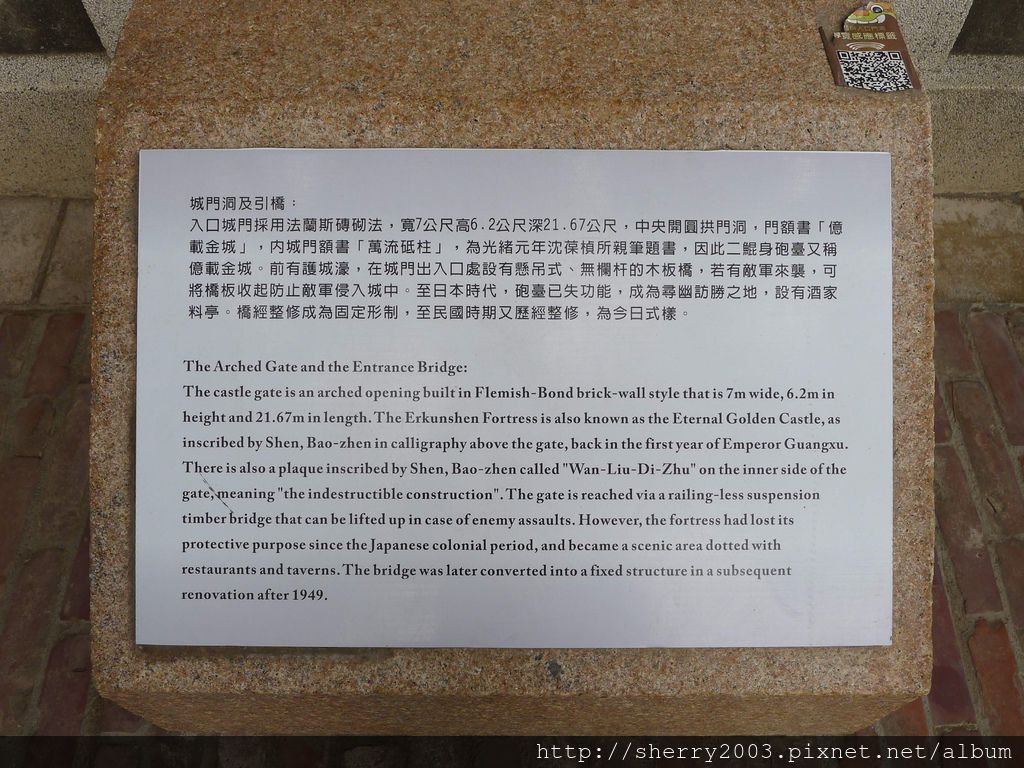 導覽感應標籤
城門洞及引橋：
入口城門採用法蘭斯磚砌法，寬7公尺高6.2公尺深21.67公尺，中央開圓拱門洞，門額書「億
載金城」，內城門額書「萬流砥柱」，為光緒元年沈葆楨所親筆題書，因此二鯤身砲臺又稱
億載金城。前有護城濠，在城門出入口處設有懸吊式、無欄杆的木板橋，若有敵軍來襲，可
將橋板收起防止敵軍侵入城中。至日本時代，砲臺已失功能，成為尋幽訪勝之地，設有酒家
料亭。橋經整修成為固定形制，至民國時期又歷經整修，為今日式樣。
The Arched Gate and the Entrance Bridge:
The castle gate is an arched opening built in Flemish-Bond brick-wall style that is 7m wide, 6.2m in
height and 21.67m in length. The Erkunshen Fortress is also known as the Eternal Golden Castle, as
inscribed by Shen, Bao-zhen in calligraphy above the gate, back in the first year of Emperor Guangxu.
There is also a plaque inscribed by Shen, Bao-zhen called "Wan-Liu-Di-Zhu" on the inner side of the
gate, meaning "the indestructible construction". The gate is reached via a railing-less suspension
timber bridge that can be lifted up in case of enemy assaults. However, the fortress had lost its
protective purpose since the Japanese colonial period, and became a scenic area dotted with
restaurants and taverns. The bridge was later converted into a fixed structure in a subsequent
renovation after 1949.
http://sherry2003.pixnet.net/album